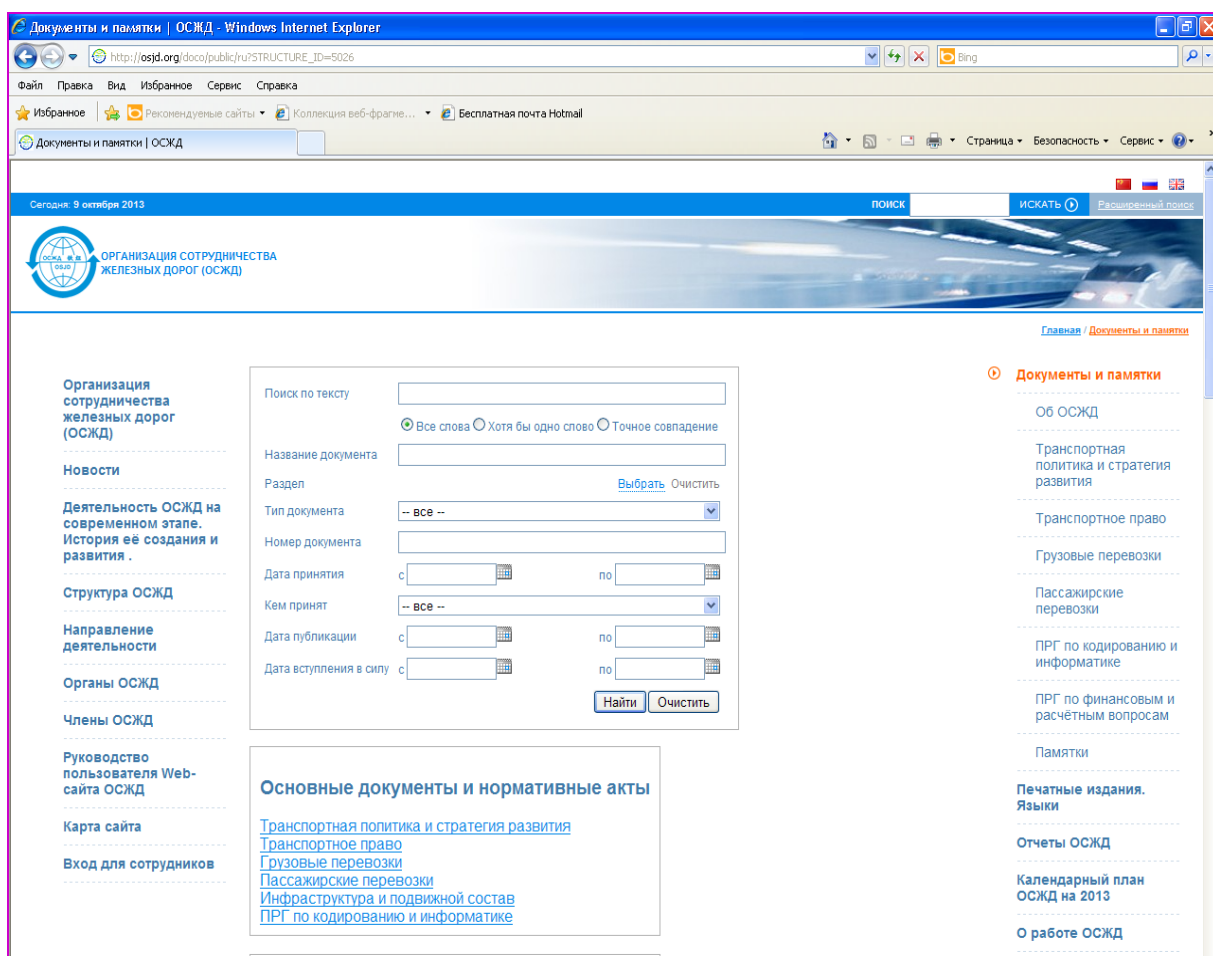 Документы и памятки | ОСЖД - Windows Internet Explorer
http://osjd.org/doco/public/ru?STRUCTURE_ID=5026
Bing
Файл Правка Вид Избранное Сервис Справка
Избранное Рекомендуемые сайты Коллекция веб-фрагме... Бесплатная почта Hotmail
Документы и памятки | ОСЖД
Страница Безопасность Сервис
Сегодня: 9 октября 2013
ПОИСК
ИСКАТЬ
Расширенный поиск
ОРГАНИЗАЦИЯ СОТРУДНИЧЕСТВА
ЖЕЛЕЗНЫХ ДОРОГ (ОСЖД)
Главная / Документы и памятки
Организация
сотрудничества
железных дорог
(ОСЖД)
Новости
Деятельность ОСЖД на
современном этапе.
История её создания и
развития .
Структура ОСЖД
Направление
деятельности
Органы ОСЖД
Члены ОСЖД
Руководство
пользователя Web-
сайта ОСЖД
Карта сайта
Вход для сотрудников
Поиск по тексту
Все слова Хотя бы одно слово Точное совпадение
Название документа
Раздел Выбрать Очистить
Тип документа -- все --
Номер документа
Дата принятия с по
Кем принят -- все --
Дата публикации с по
Дата вступления в силу с по
Найти Очистить
Основные документы и нормативные акты
Транспортная политика и стратегия развития
Транспортное право
Грузовые перевозки
Пассажирские перевозки
Инфраструктура и подвижной состав
ПРГ по кодированию и информатике
Документы и памятки
Об ОСЖД
Транспортная
политика и стратегия
развития
Транспортное право
Грузовые перевозки
Пассажирские
перевозки
ПРГ по кодированию и
информатике
ПРГ по финансовым и
расчётным вопросам
Памятки
Печатные издания.
Языки
Отчеты ОСЖД
Календарный план
ОСЖД на 2013
О работе ОСЖД